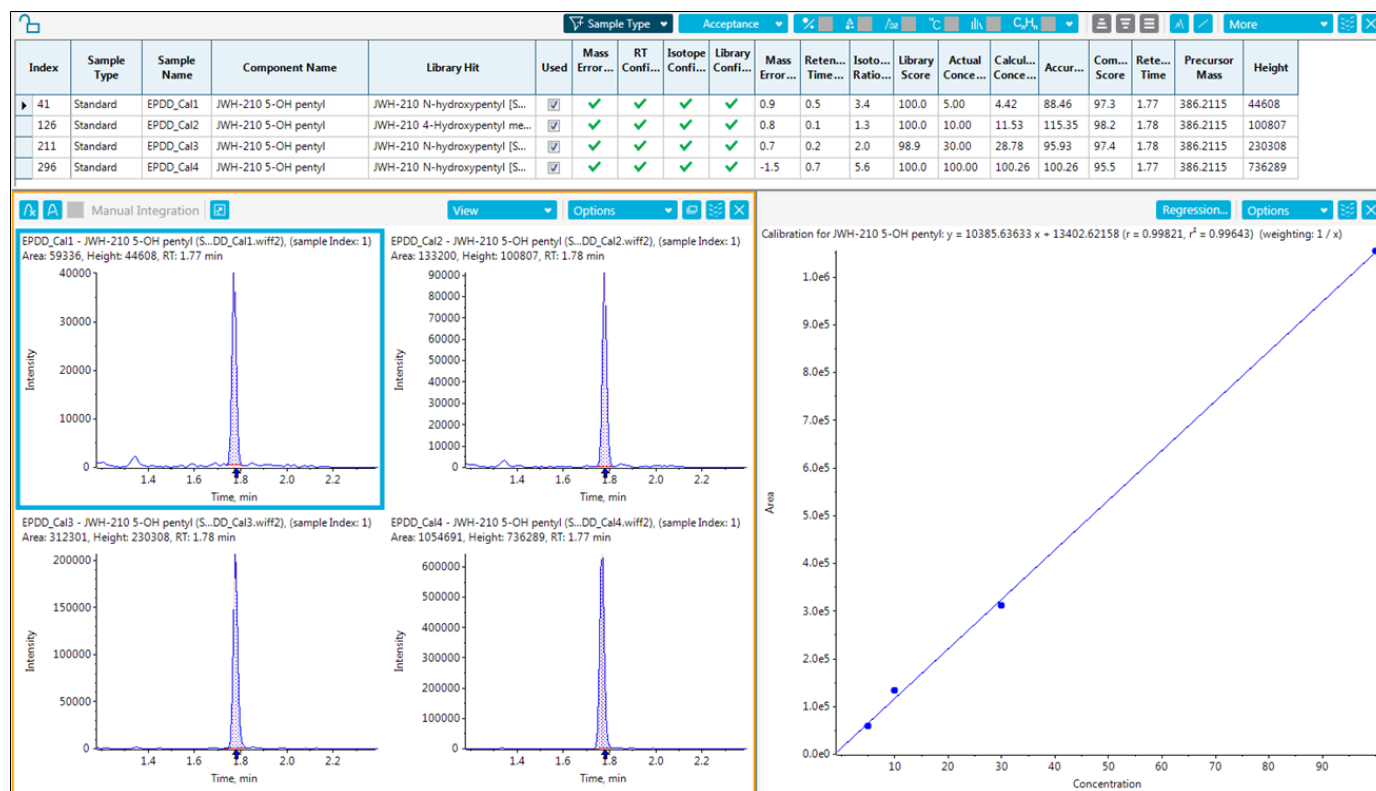 Sample Type Acceptance °C CₙHₙ More
Index Sample Type Sample Name Component Name Library Hit Used Mass Error... RT Confi... Isotope Confi... Library Confi... Mass Error... Reten... Time... Isoto... Ratio... Library Score Actual Conce... Calcul... Conce... Accur... Com... Score Rete... Time Precursor Mass Height
41 Standard EPDD_Cal1 JWH-210 5-OH pentyl JWH-210 N-hydroxypentyl [S... 0.9 0.5 3.4 100.0 5.00 4.42 88.46 97.3 1.77 386.2115 44608
126 Standard EPDD_Cal2 JWH-210 5-OH pentyl JWH-210 4-Hydroxypentyl me... 0.8 0.1 1.3 100.0 10.00 11.53 115.35 98.2 1.78 386.2115 100807
211 Standard EPDD_Cal3 JWH-210 5-OH pentyl JWH-210 N-hydroxypentyl [S... 0.7 0.2 2.0 98.9 30.00 28.78 95.93 97.4 1.78 386.2115 230308
296 Standard EPDD_Cal4 JWH-210 5-OH pentyl JWH-210 N-hydroxypentyl [S... -1.5 0.7 5.6 100.0 100.00 100.26 100.26 95.5 1.77 386.2115 736289
Manual Integration View Options
EPDD_Cal1 - JWH-210 5-OH pentyl (S...DD_Cal1.wiff2), (sample Index: 1)
Area: 59336, Height: 44608, RT: 1.77 min
40000
30000
20000
10000
0
Intensity
1.4 1.6 1.8 2.0 2.2
Time, min
EPDD_Cal2 - JWH-210 5-OH pentyl (S...DD_Cal2.wiff2), (sample Index: 1)
Area: 133200, Height: 100807, RT: 1.78 min
90000
80000
70000
60000
50000
40000
30000
20000
10000
0
Intensity
1.4 1.6 1.8 2.0 2.2
Time, min
EPDD_Cal3 - JWH-210 5-OH pentyl (S...DD_Cal3.wiff2), (sample Index: 1)
Area: 312301, Height: 230308, RT: 1.78 min
200000
150000
100000
50000
0
Intensity
1.4 1.6 1.8 2.0 2.2
Time, min
EPDD_Cal4 - JWH-210 5-OH pentyl (S...DD_Cal4.wiff2), (sample Index: 1)
Area: 1054691, Height: 736289, RT: 1.77 min
600000
500000
400000
300000
200000
100000
0
Intensity
1.4 1.6 1.8 2.0 2.2
Time, min
Regression... Options
Calibration for JWH-210 5-OH pentyl: y = 10385.63633 x + 13402.62158 (r = 0.99821, r² = 0.99643) (weighting: 1 / x)
1.0e6
9.0e5
8.0e5
7.0e5
6.0e5
5.0e5
4.0e5
3.0e5
2.0e5
1.0e5
0.0e0
Area
10 20 30 40 50 60 70 80 90
Concentration